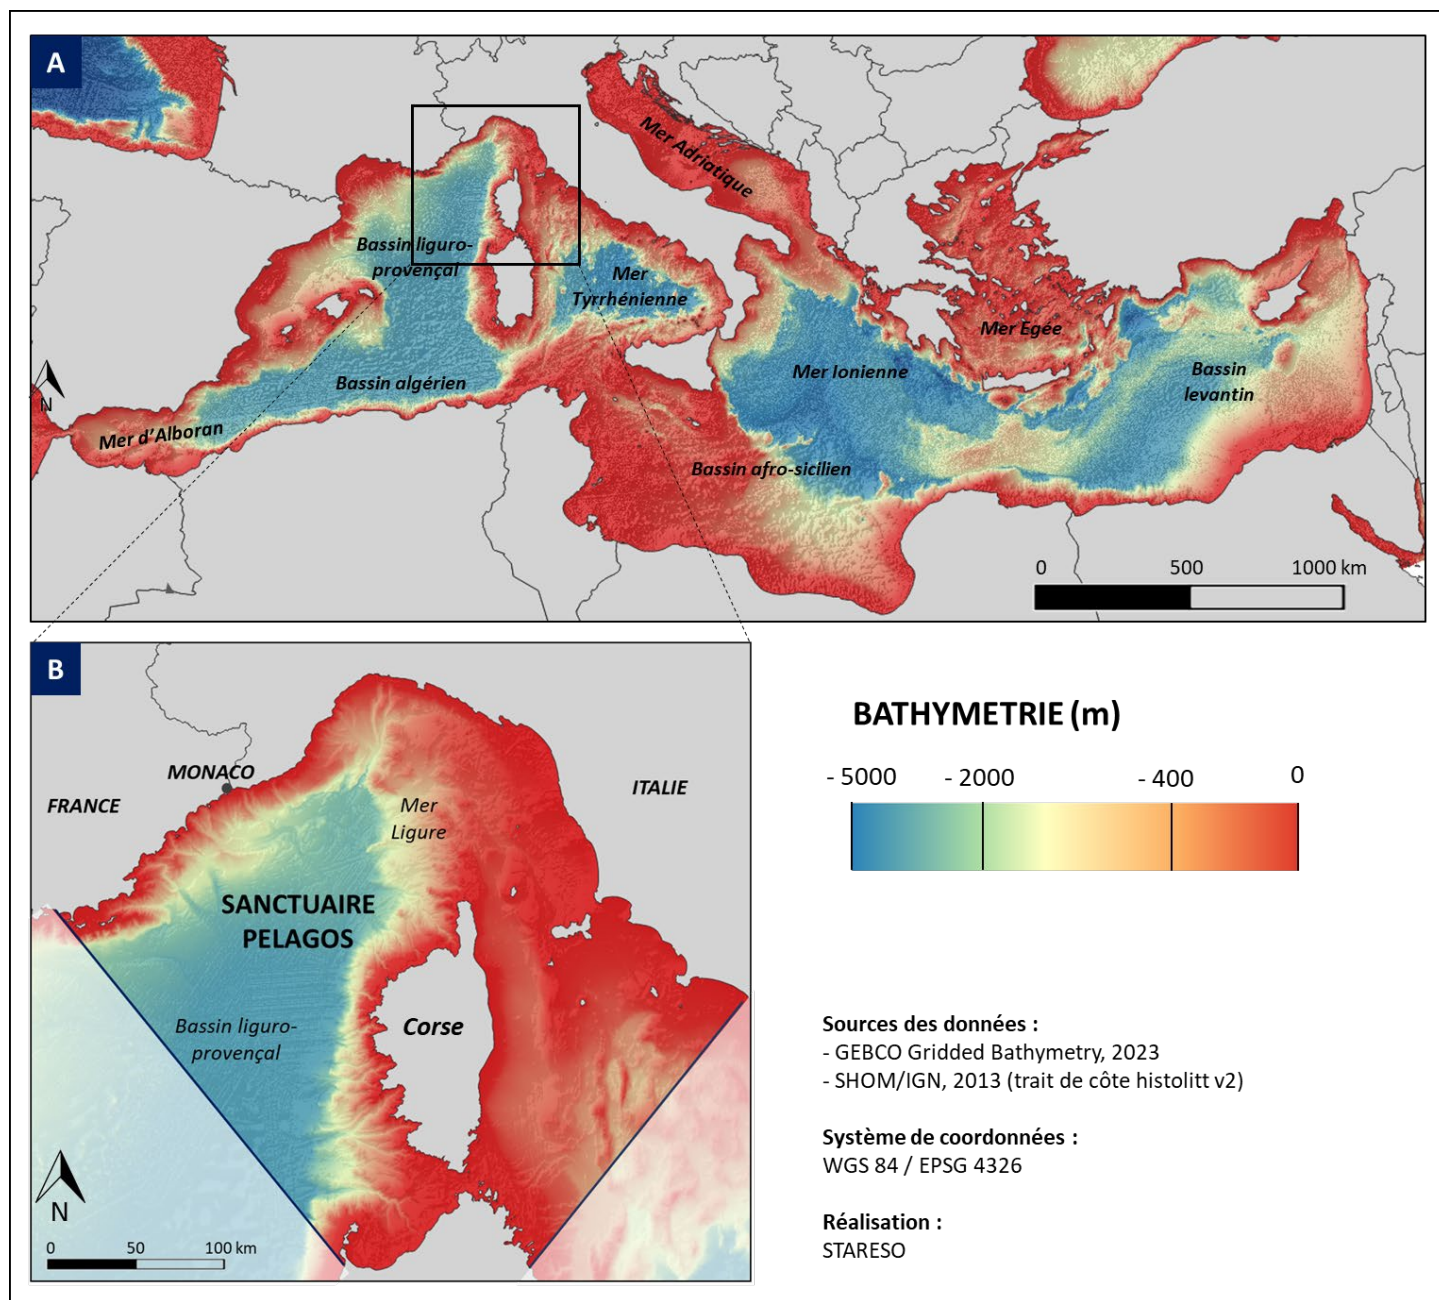 A
Mer Adriatique
Bassin liguro-
provençal
Mer
Tyrrhénienne
Mer Egée
Mer Ionienne
Bassin
levantin
Bassin algérien
N
Mer d'Alboran
Bassin afro-sicilien
0 500 1000 km
B
MONACO
FRANCE
ITALIE
Mer
Ligure
SANCTUAIRE
PELAGOS
Bassin liguro-
provençal
Corse
N
0 50 100 km
BATHYMETRIE (m)
- 5000 - 2000 - 400 0
Sources des données :
- GEBCO Gridded Bathymetry, 2023
- SHOM/IGN, 2013 (trait de côte histolitt v2)
Système de coordonnées :
WGS 84 / EPSG 4326
Réalisation :
STARESO